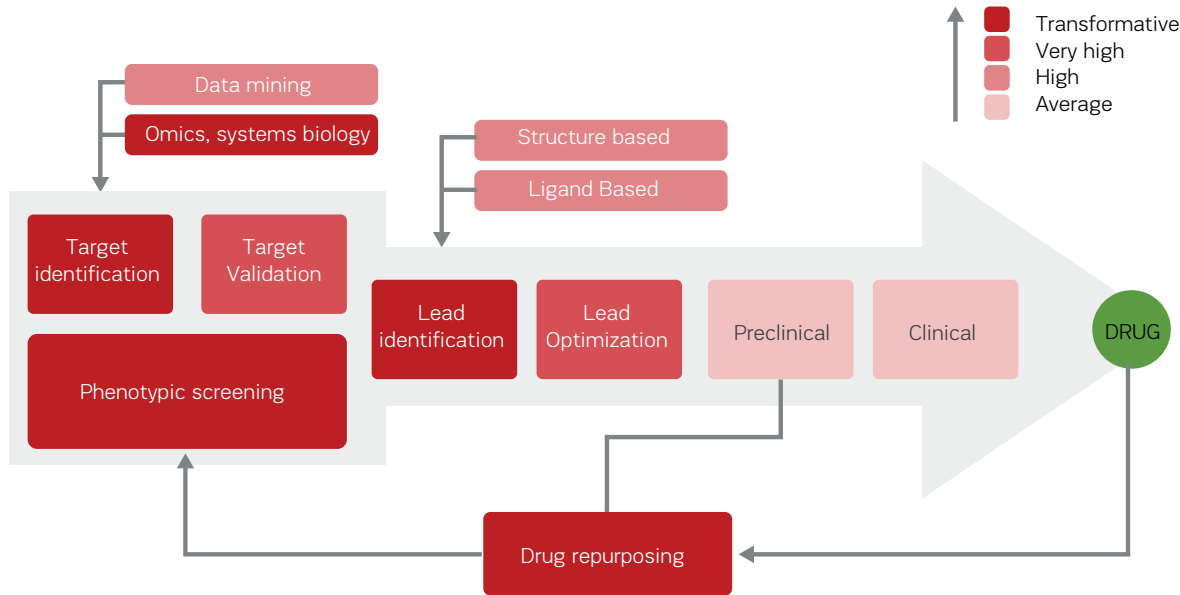 Transformative
Very high
High
Average
Data mining
Omics, systems biology
Structure based
Ligand Based
Target
identification
Target
Validation
Lead
identification
Lead
Optimization
Preclinical
Clinical
DRUG
Phenotypic screening
Drug repurposing